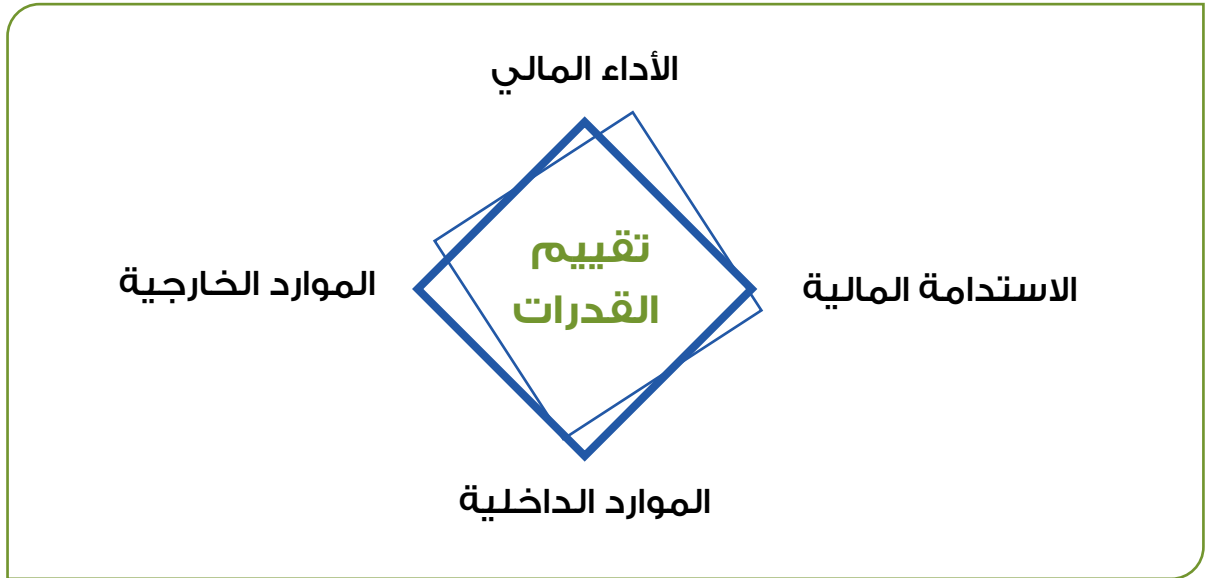 الأداء المالي
تقييم
القدرات
الاستدامة المالية
الموارد الخارجية
الموارد الداخلية